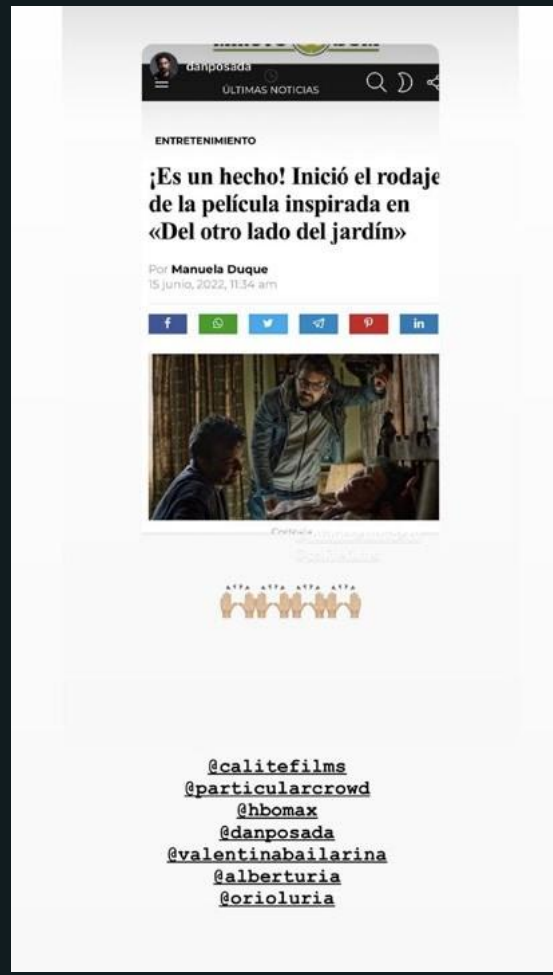 danposada
ÚLTIMAS NOTICIAS
ENTRETENIMIENTO
¡Es un hecho! Inició el rodaje
de la película inspirada en
«Del otro lado del jardín»
Por Manuela Duque
15 junio, 2022, 11:34 am
@calitefilms
@particularcrowd
@hbomax
@danposada
@valentinabailarina
@alberturia
@orioluria